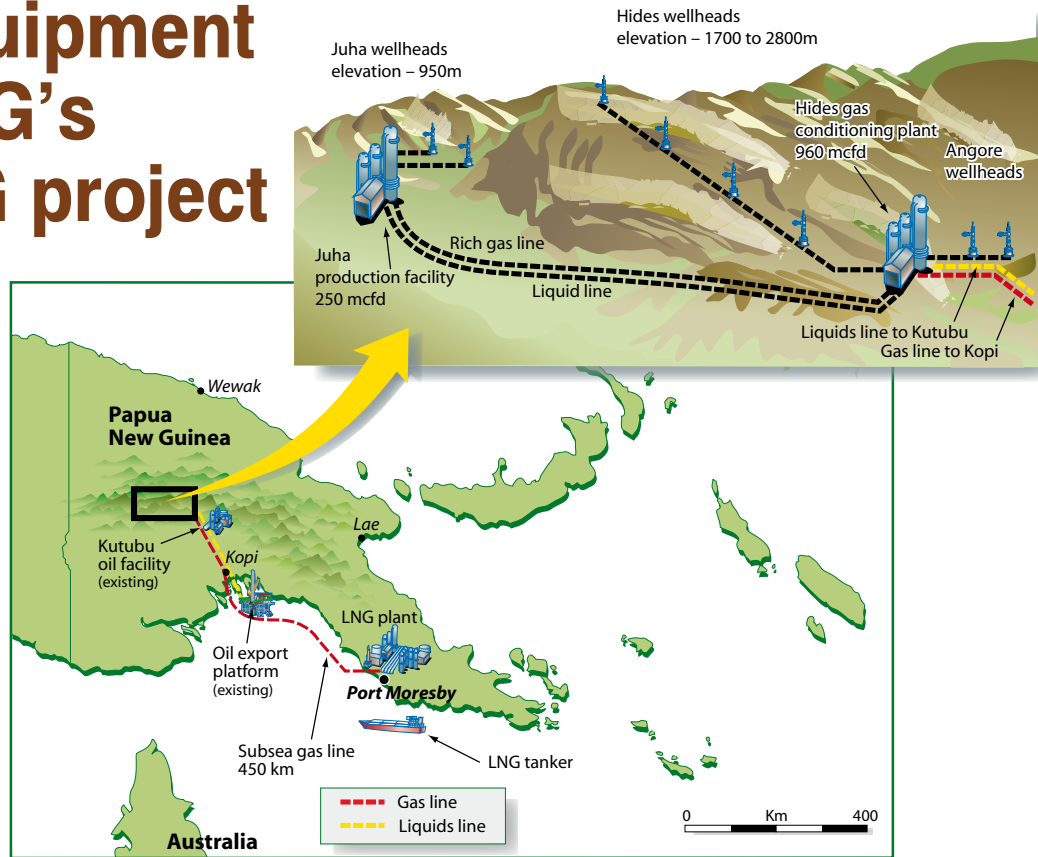 uipment
G's
G project
Juha wellheads
elevation – 950m
Hides wellheads
elevation – 1700 to 2800m
Hides gas
conditioning plant
960 mcfd
Angore
wellheads
Juha
production facility
250 mcfd
Rich gas line
Liquid line
Liquids line to Kutubu
Gas line to Kopi
Wewak
Papua
New Guinea
Lae
Kutubu
oil facility
(existing)
Kopi
LNG plant
Oil export
platform
(existing)
Port Moresby
Subsea gas line
450 km
LNG tanker
Gas line
Liquids line
0 Km 400
Australia